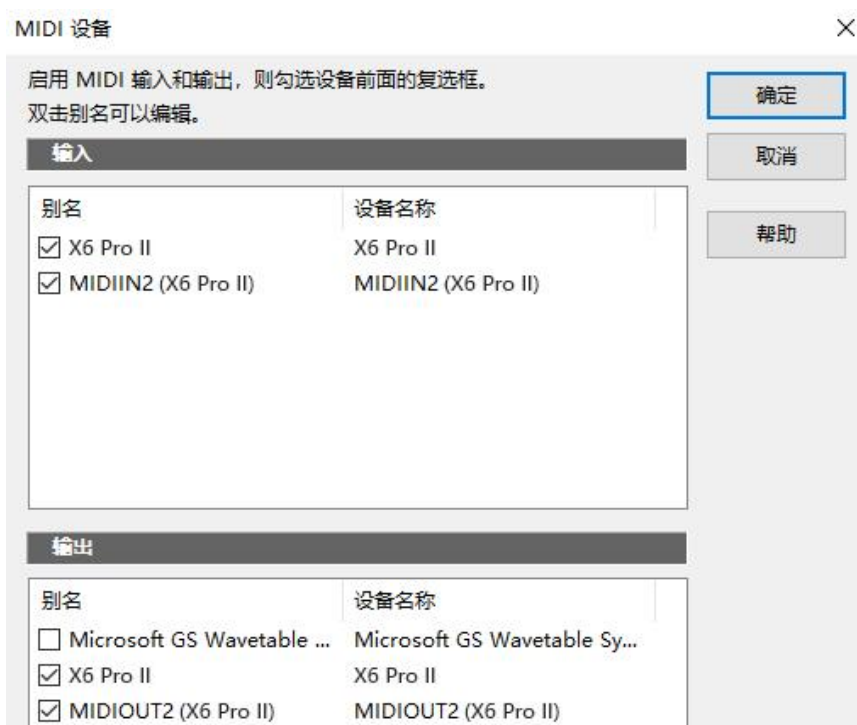 MIDI 设备
启用 MIDI 输入和输出，则勾选设备前面的复选框。
双击别名可以编辑。
确定
取消
帮助
输入
别名 设备名称
X6 Pro II X6 Pro II
MIDIIN2 (X6 Pro II) MIDIIN2 (X6 Pro II)
输出
别名 设备名称
Microsoft GS Wavetable ... Microsoft GS Wavetable Sy...
X6 Pro II X6 Pro II
MIDIOUT2 (X6 Pro II) MIDIOUT2 (X6 Pro II)